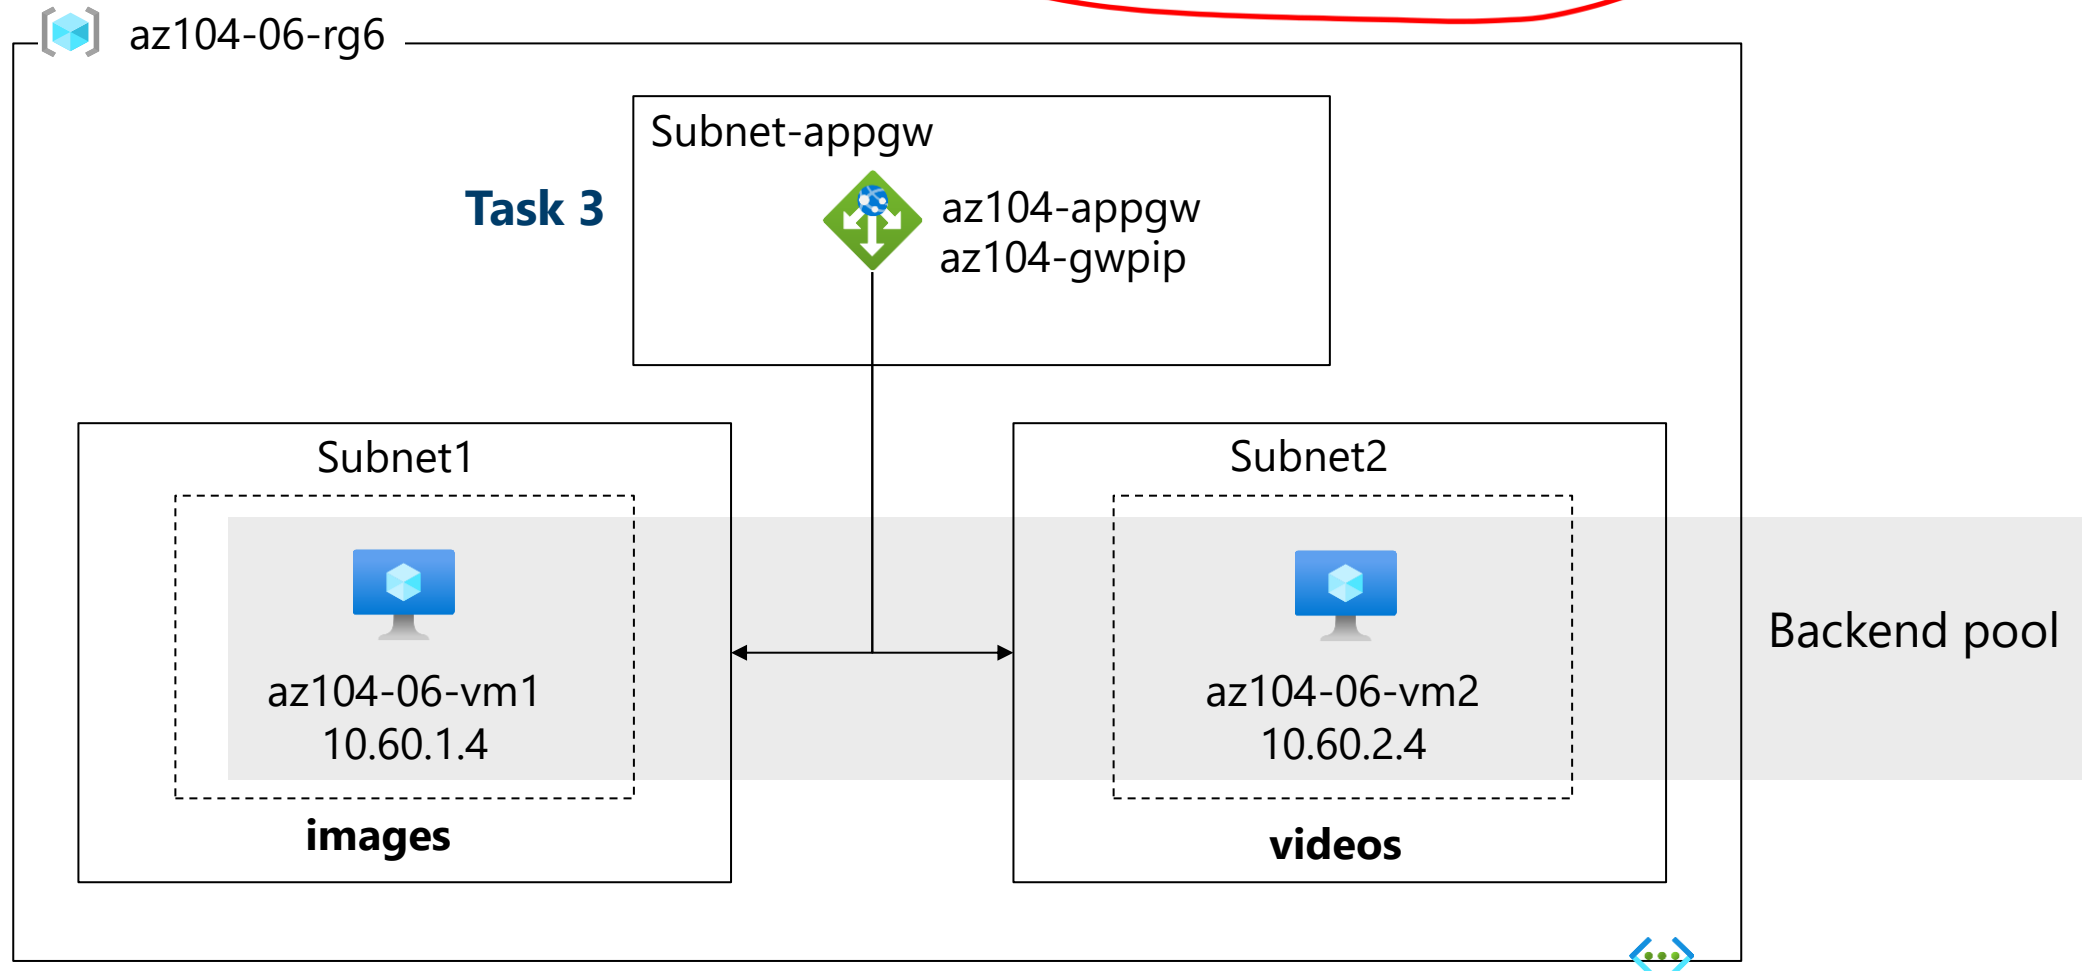 az104-06-rg6
Subnet-appgw
Task 3
az104-appgw
az104-gwpip
Subnet1
Subnet2
az104-06-vm1
10.60.1.4
az104-06-vm2
10.60.2.4
Backend pool
images
videos